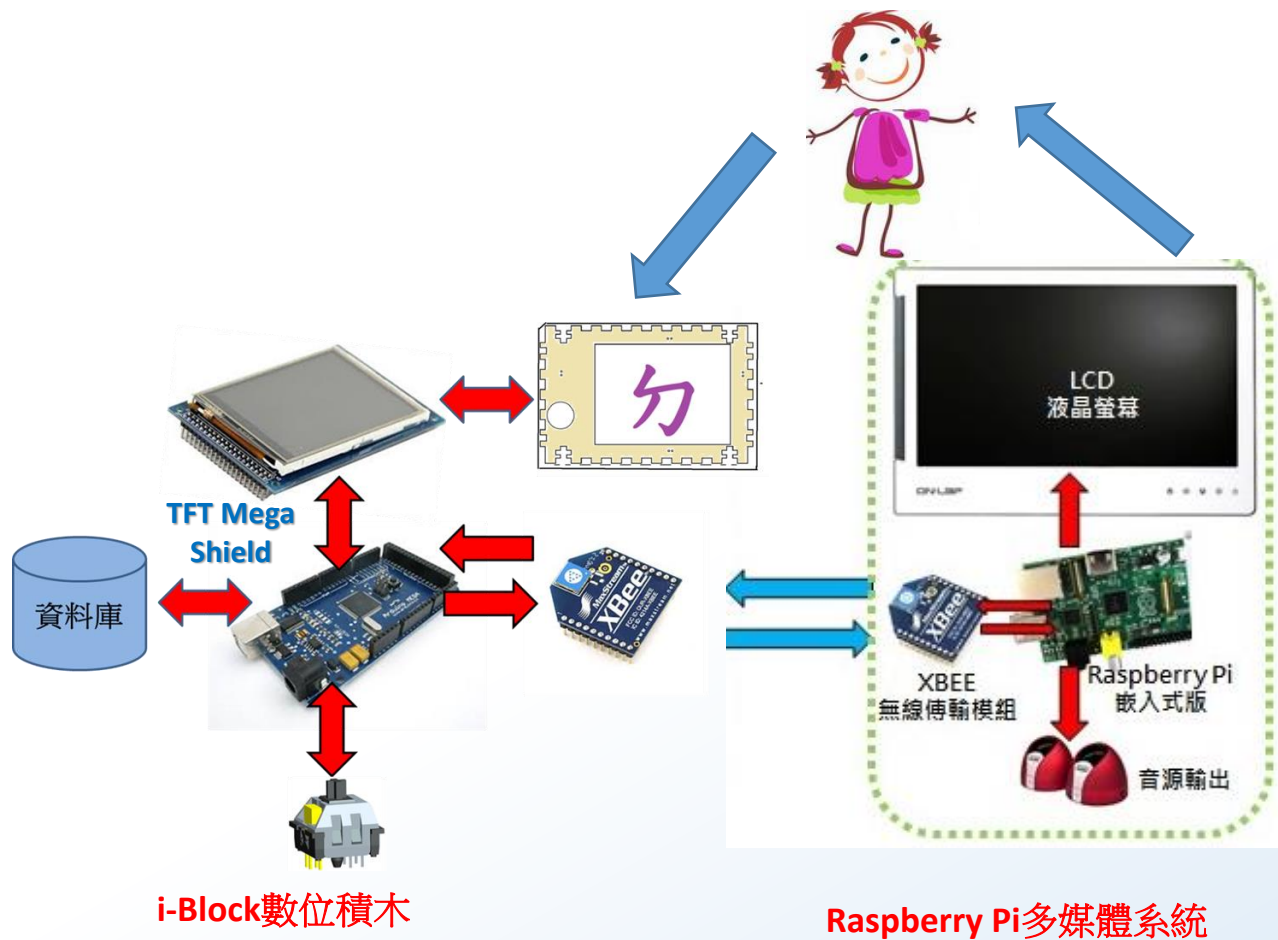 LCD
液晶螢幕
ㄉ
TFT Mega
Shield
資料庫
MaxStream
XBee
XBee
XBEE
無線傳輸模組
Raspberry Pi
嵌入式版
音源輸出
i-Block數位積木
Raspberry Pi多媒體系統